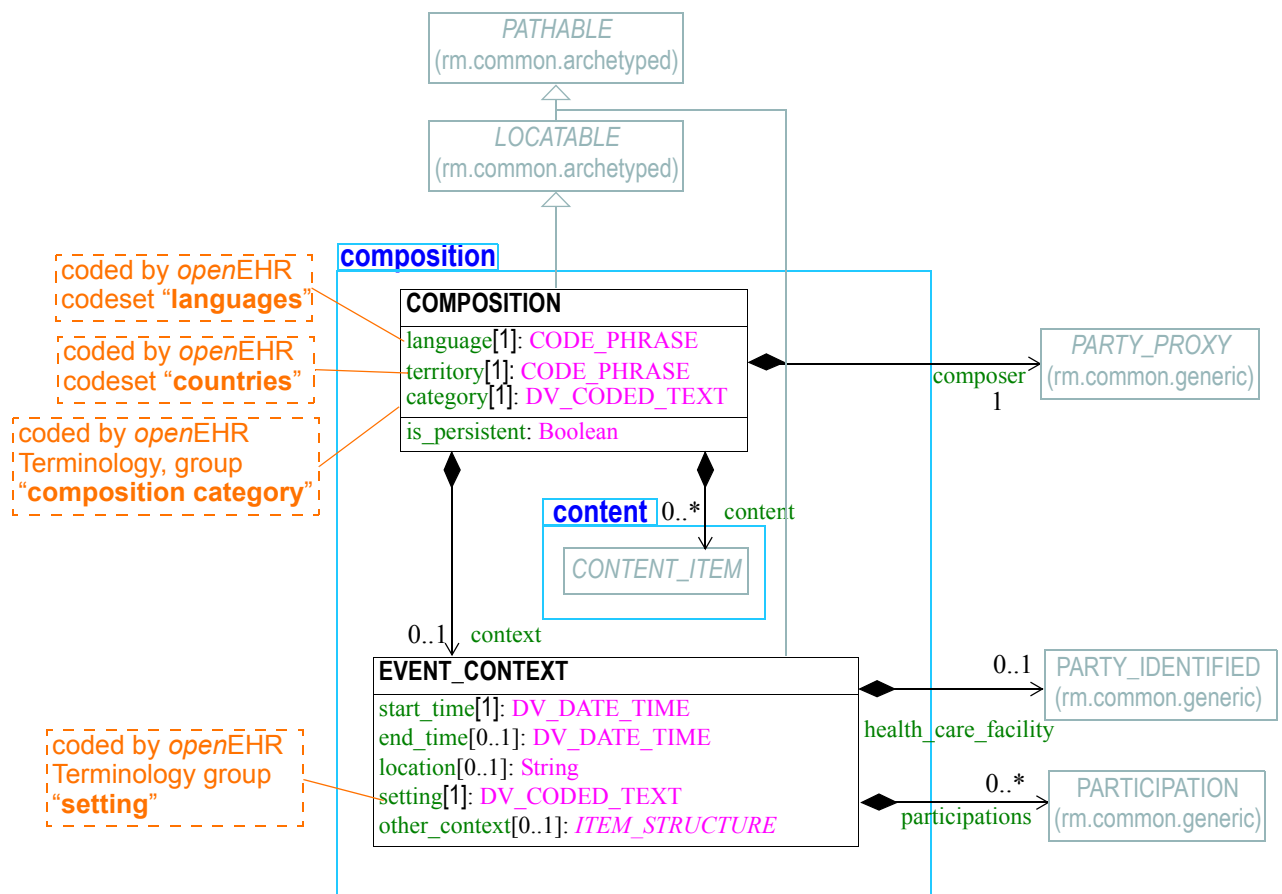 PATHABLE
(rm.common.archetyped)
LOCATABLE
(rm.common.archetyped)
composition
coded by openEHR
codeset “languages”
coded by openEHR
codeset “countries”
coded by openEHR
Terminology, group
“composition category”
COMPOSITION
language[1]: CODE_PHRASE
territory[1]: CODE_PHRASE
category[1]: DV_CODED_TEXT
is_persistent: Boolean
composer
1
PARTY_PROXY
(rm.common.generic)
content
0..*
content
CONTENT_ITEM
0..1
context
EVENT_CONTEXT
start_time[1]: DV_DATE_TIME
end_time[0..1]: DV_DATE_TIME
location[0..1]: String
setting[1]: DV_CODED_TEXT
other_context[0..1]: ITEM_STRUCTURE
coded by openEHR
Terminology group
“setting”
0..1
health_care_facility
PARTY_IDENTIFIED
(rm.common.generic)
0..*
participations
PARTICIPATION
(rm.common.generic)